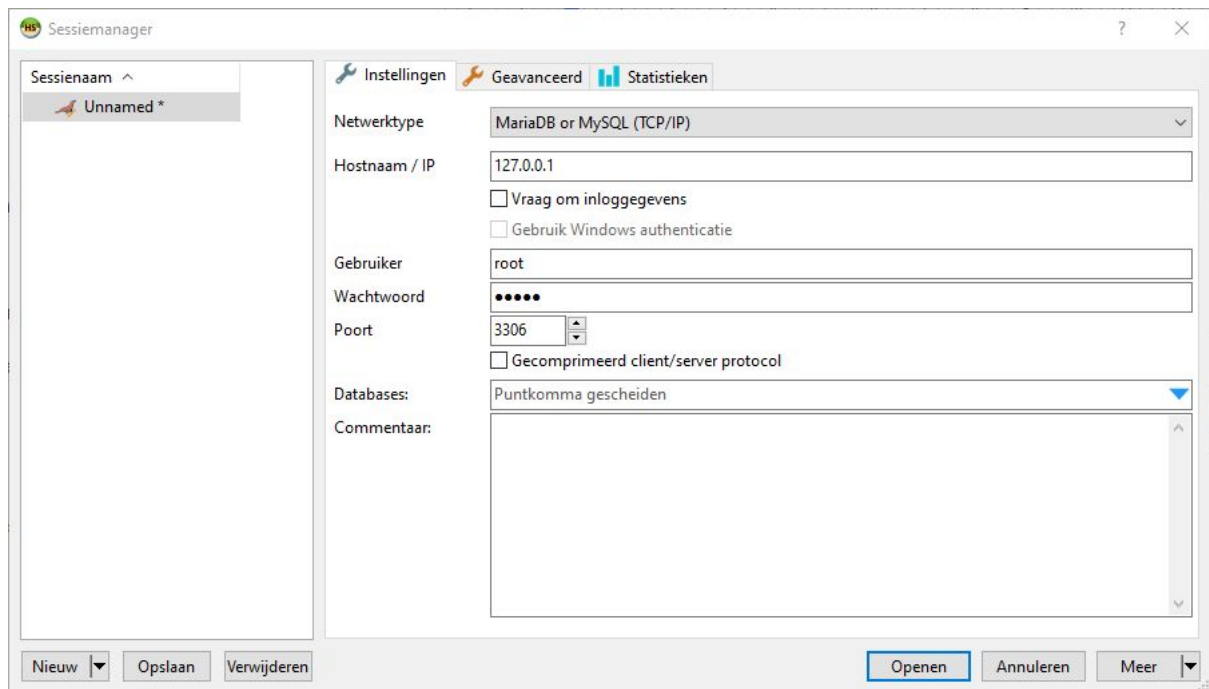 Sessiemanager
Sessienaam
Unnamed *
Instellingen Geavanceerd Statistieken
Netwerktype MariaDB or MySQL (TCP/IP)
Hostnaam / IP 127.0.0.1
Vraag om inloggegevens
Gebruik Windows authenticatie
Gebruiker root
Wachtwoord •••••
Poort 3306
Gecomprimeerd client/server protocol
Databases: Puntkomma gescheiden
Commentaar:
Nieuw Opslaan Verwijderen Openen Annuleren Meer